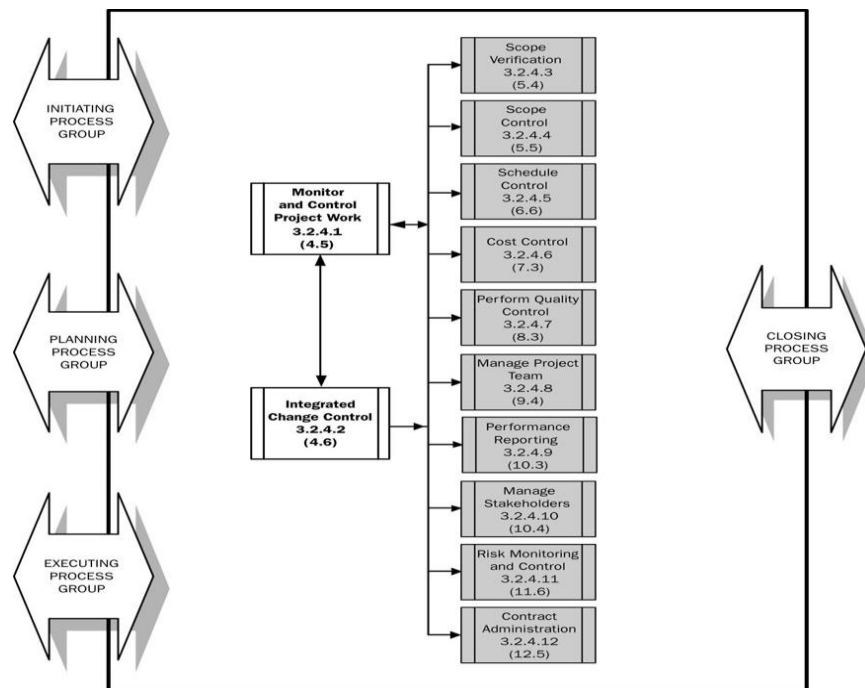 INITIATING
PROCESS
GROUP
PLANNING
PROCESS
GROUP
EXECUTING
PROCESS
GROUP
Monitor
and Control
Project Work
3.2.4.1
(4.5)
Integrated
Change Control
3.2.4.2
(4.6)
Scope
Verification
3.2.4.3
(5.4)
Scope
Control
3.2.4.4
(5.5)
Schedule
Control
3.2.4.5
(6.6)
Cost Control
3.2.4.6
(7.3)
Perform Quality
Control
3.2.4.7
(8.3)
Manage Project
Team
3.2.4.8
(9.4)
Performance
Reporting
3.2.4.9
(10.3)
Manage
Stakeholders
3.2.4.10
(10.4)
Risk Monitoring
and Control
3.2.4.11
(11.6)
Contract
Administration
3.2.4.12
(12.5)
CLOSING
PROCESS
GROUP